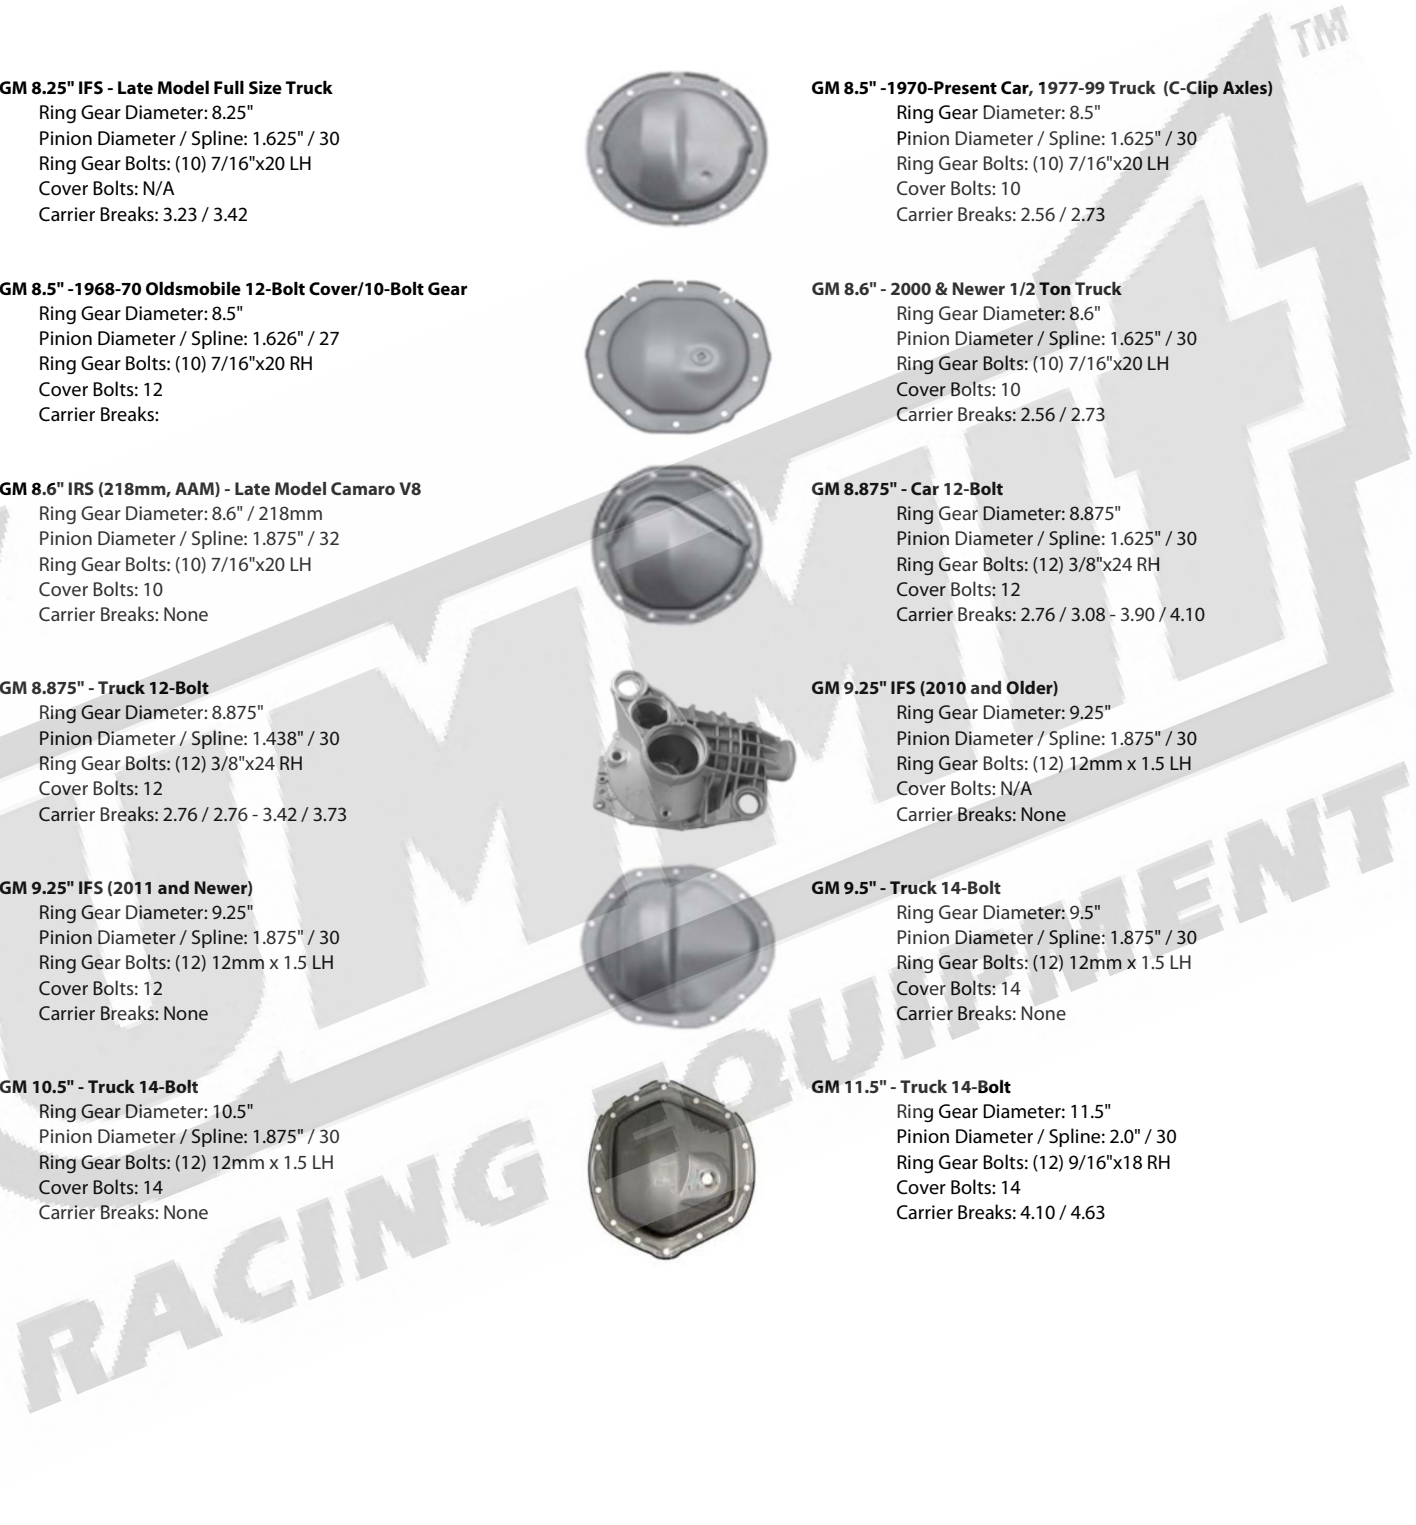 GM 8.25" IFS - Late Model Full Size Truck
Ring Gear Diameter: 8.25"
Pinion Diameter / Spline: 1.625" / 30
Ring Gear Bolts: (10) 7/16"x20 LH
Cover Bolts: N/A
Carrier Breaks: 3.23 / 3.42
GM 8.5" -1970-Present Car, 1977-99 Truck (C-Clip Axles)
Ring Gear Diameter: 8.5"
Pinion Diameter / Spline: 1.625" / 30
Ring Gear Bolts: (10) 7/16"x20 LH
Cover Bolts: 10
Carrier Breaks: 2.56 / 2.73
GM 8.5" -1968-70 Oldsmobile 12-Bolt Cover/10-Bolt Gear
Ring Gear Diameter: 8.5"
Pinion Diameter / Spline: 1.626" / 27
Ring Gear Bolts: (10) 7/16"x20 RH
Cover Bolts: 12
Carrier Breaks:
GM 8.6" - 2000 & Newer 1/2 Ton Truck
Ring Gear Diameter: 8.6"
Pinion Diameter / Spline: 1.625" / 30
Ring Gear Bolts: (10) 7/16"x20 LH
Cover Bolts: 10
Carrier Breaks: 2.56 / 2.73
GM 8.6" IRS (218mm, AAM) - Late Model Camaro V8
Ring Gear Diameter: 8.6" / 218mm
Pinion Diameter / Spline: 1.875" / 32
Ring Gear Bolts: (10) 7/16"x20 LH
Cover Bolts: 10
Carrier Breaks: None
GM 8.875" - Car 12-Bolt
Ring Gear Diameter: 8.875"
Pinion Diameter / Spline: 1.625" / 30
Ring Gear Bolts: (12) 3/8"x24 RH
Cover Bolts: 12
Carrier Breaks: 2.76 / 3.08 - 3.90 / 4.10
GM 8.875" - Truck 12-Bolt
Ring Gear Diameter: 8.875"
Pinion Diameter / Spline: 1.438" / 30
Ring Gear Bolts: (12) 3/8"x24 RH
Cover Bolts: 12
Carrier Breaks: 2.76 / 2.76 - 3.42 / 3.73
GM 9.25" IFS (2010 and Older)
Ring Gear Diameter: 9.25"
Pinion Diameter / Spline: 1.875" / 30
Ring Gear Bolts: (12) 12mm x 1.5 LH
Cover Bolts: N/A
Carrier Breaks: None
GM 9.25" IFS (2011 and Newer)
Ring Gear Diameter: 9.25"
Pinion Diameter / Spline: 1.875" / 30
Ring Gear Bolts: (12) 12mm x 1.5 LH
Cover Bolts: 12
Carrier Breaks: None
GM 9.5" - Truck 14-Bolt
Ring Gear Diameter: 9.5"
Pinion Diameter / Spline: 1.875" / 30
Ring Gear Bolts: (12) 12mm x 1.5 LH
Cover Bolts: 14
Carrier Breaks: None
GM 10.5" - Truck 14-Bolt
Ring Gear Diameter: 10.5"
Pinion Diameter / Spline: 1.875" / 30
Ring Gear Bolts: (12) 12mm x 1.5 LH
Cover Bolts: 14
Carrier Breaks: None
GM 11.5" - Truck 14-Bolt
Ring Gear Diameter: 11.5"
Pinion Diameter / Spline: 2.0" / 30
Ring Gear Bolts: (12) 9/16"x18 RH
Cover Bolts: 14
Carrier Breaks: 4.10 / 4.63
UMMIT TM
RACING EQUIPMENT